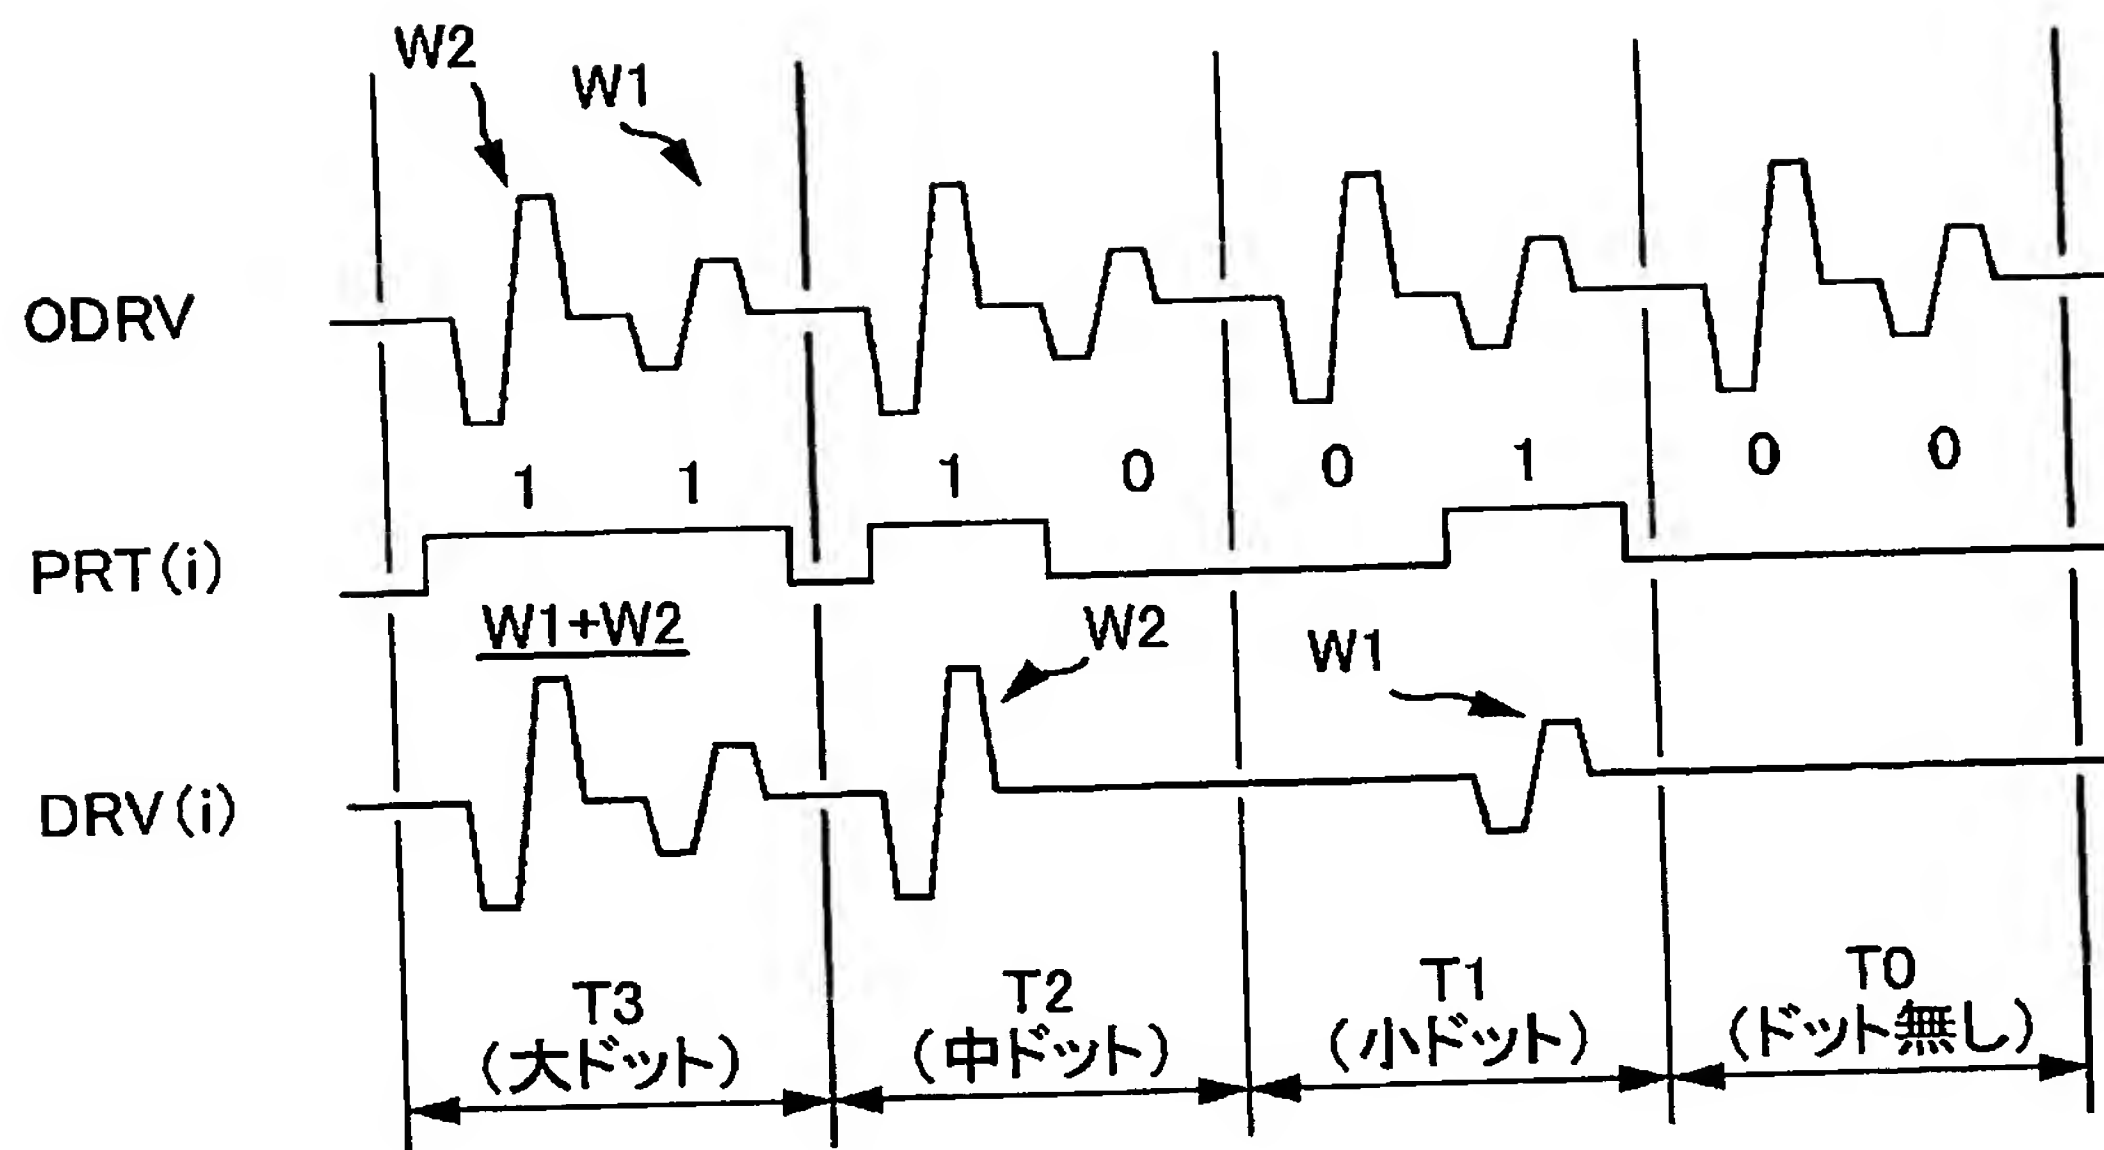 W2
W1
ODRV
1 1 1 0 0 1 0 0
PRT(i)
W1+W2
W2
W1
DRV(i)
T3
(大ドット)
T2
(中ドット)
T1
(小ドット)
T0
(ドット無し)